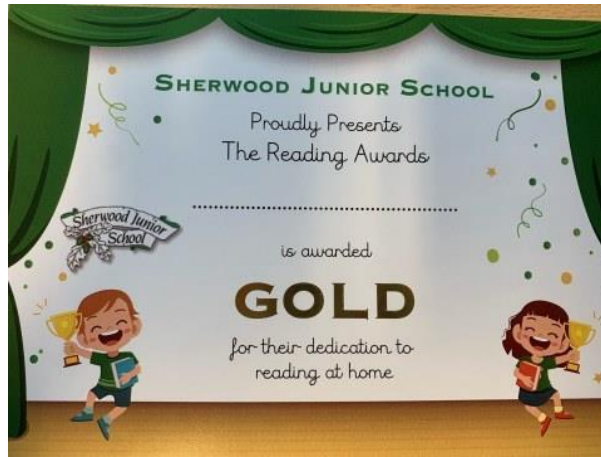 SHERWOOD JUNIOR SCHOOL
Proudly Presents
The Reading Awards
................................................................
Sherwood Junior
School
is awarded
GOLD
for their dedication to
reading at home